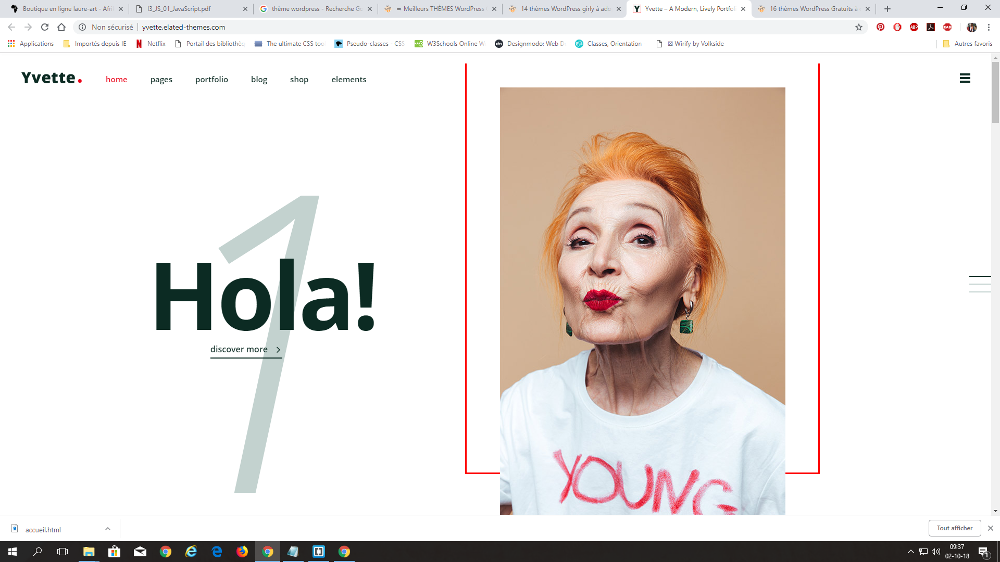 Boutique en ligne laure-art - Afri
I3_JS_01_JavaScript.pdf
thème wordpress - Recherche Go
⇒ Meilleurs THÈMES WordPress
14 thèmes WordPress girly à ado
Yvette – A Modern, Lively Portfo
16 thèmes WordPress Gratuits à
Non sécurisé | yvette.elated-themes.com
Applications
Importés depuis IE
Netflix
Portail des bibliothèq
The ultimate CSS tool
Pseudo-classes - CSS
W3Schools Online W
Designmodo: Web D
Classes, Orientation -
Wirify by Volkside
Autres favoris
Yvette.
home pages portfolio blog shop elements
1
Hola!
discover more
YOUNG
accueil.html
Tout afficher
09:37
02-10-18
1